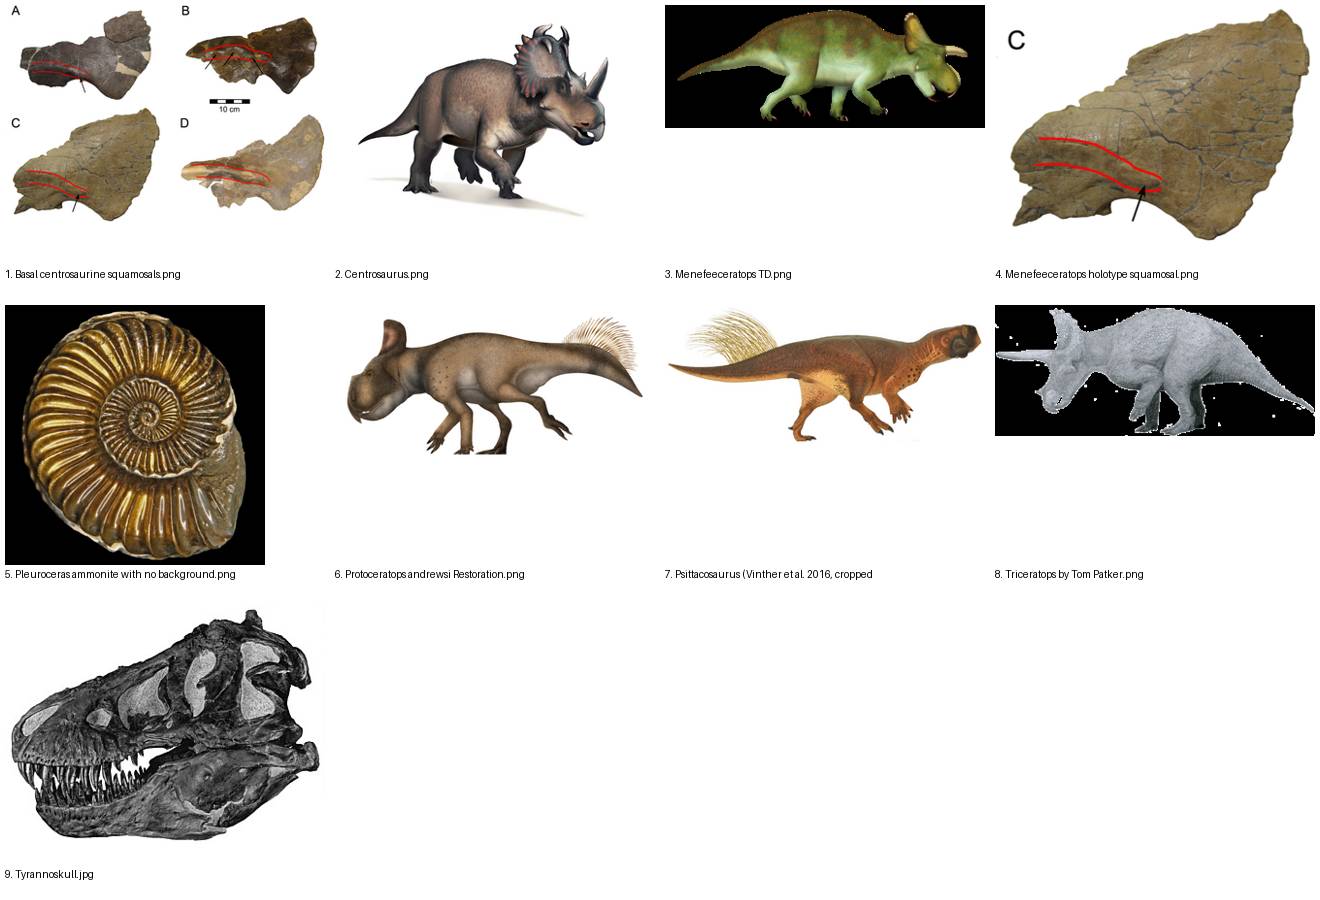 A
B
10 cm
C
D
C
1. Basal centrosaurine squamosals.png
2. Centrosaurus.png
3. Menefeeceratops TD.png
4. Menefeeceratops holotype squamosal.png
5. Pleuroceras ammonite with no background.png
6. Protoceratops andrewsi Restoration.png
7. Psittacosaurus (Vinther et al. 2016, cropped
8. Triceratops by Tom Patker.png
9. Tyrannoskull.jpg